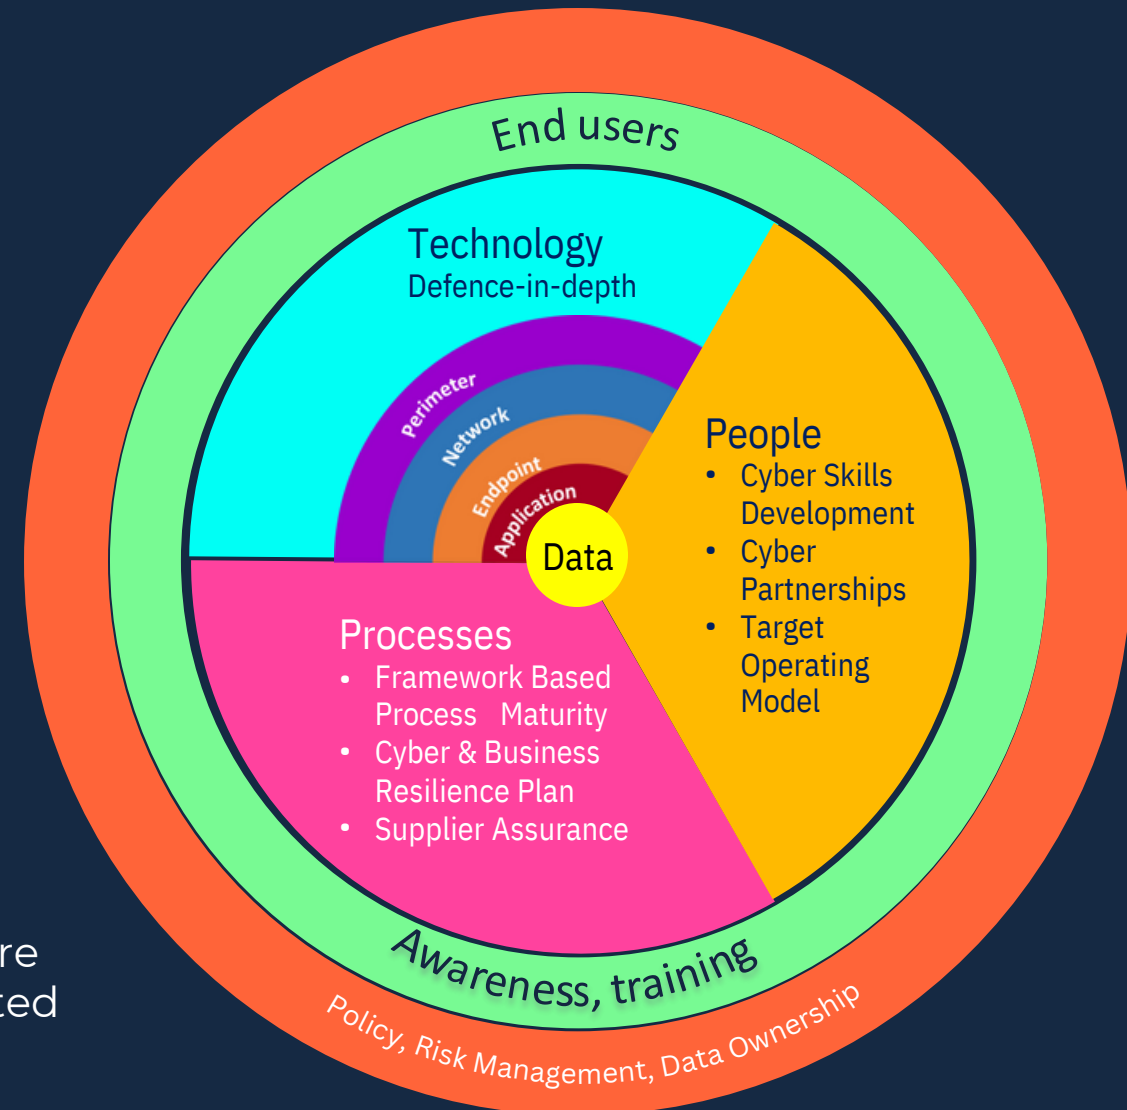 End users
Technology
Defence-in-depth
Perimeter
Network
Endpoint
Application
Data
People
• Cyber Skills
Development
• Cyber
Partnerships
• Target
Operating
Model
Processes
• Framework Based
Process Maturity
• Cyber & Business
Resilience Plan
• Supplier Assurance
Awareness, training
Policy, Risk Management, Data Ownership